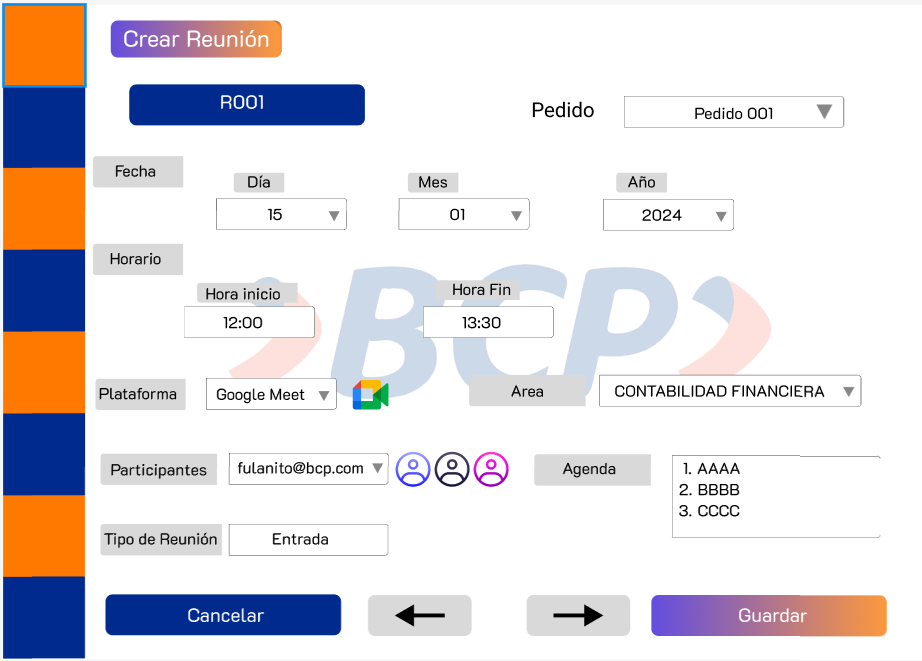 Crear Reunión
R001
Pedido
Pedido 001
Fecha
Día
Mes
Año
15
01
2024
Horario
Hora inicio
Hora Fin
12:00
13:30
BCP
Plataforma
Google Meet
Area
CONTABILIDAD FINANCIERA
Participantes
fulanito@bcp.com
Agenda
1. AAAA
2. BBBB
3. CCCC
Tipo de Reunión
Entrada
Cancelar
Guardar